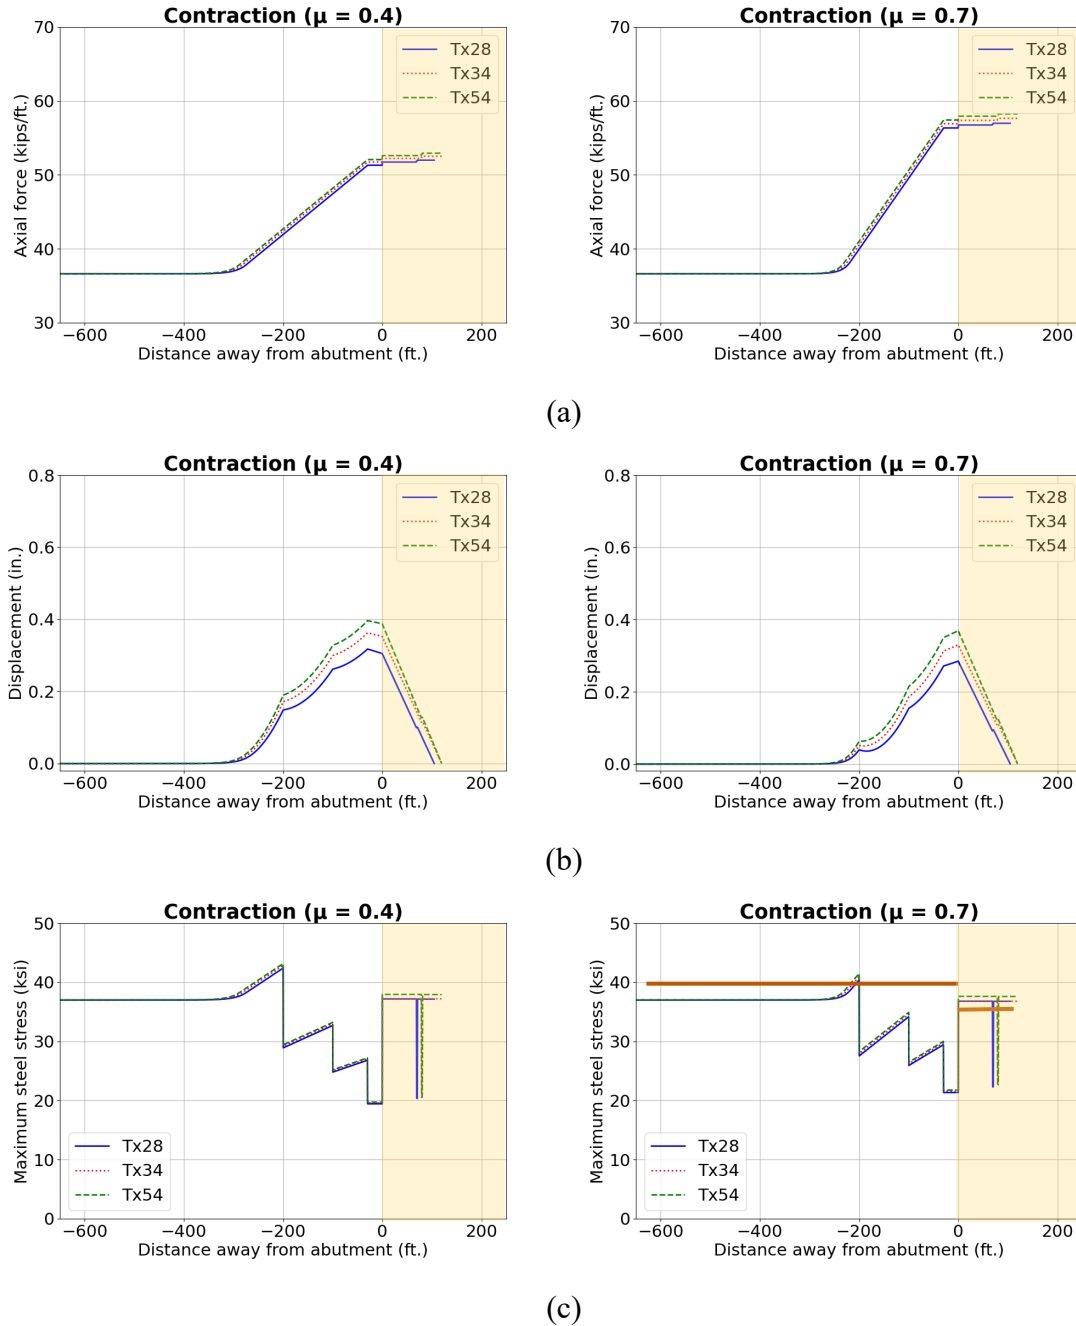 Contraction (μ = 0.4)
70
60
50
40
30
Axial force (kips/ft.)
Tx28
Tx34
Tx54
−600 −400 −200 0 200
Distance away from abutment (ft.)
Contraction (μ = 0.7)
70
60
50
40
30
Axial force (kips/ft.)
Tx28
Tx34
Tx54
−600 −400 −200 0 200
Distance away from abutment (ft.)
(a)
Contraction (μ = 0.4)
0.8
0.6
0.4
0.2
0.0
Displacement (in.)
Tx28
Tx34
Tx54
−600 −400 −200 0 200
Distance away from abutment (ft.)
Contraction (μ = 0.7)
0.8
0.6
0.4
0.2
0.0
Displacement (in.)
Tx28
Tx34
Tx54
−600 −400 −200 0 200
Distance away from abutment (ft.)
(b)
Contraction (μ = 0.4)
50
40
30
20
10
0
Maximum steel stress (ksi)
Tx28
Tx34
Tx54
−600 −400 −200 0 200
Distance away from abutment (ft.)
Contraction (μ = 0.7)
50
40
30
20
10
0
Maximum steel stress (ksi)
Tx28
Tx34
Tx54
−600 −400 −200 0 200
Distance away from abutment (ft.)
(c)